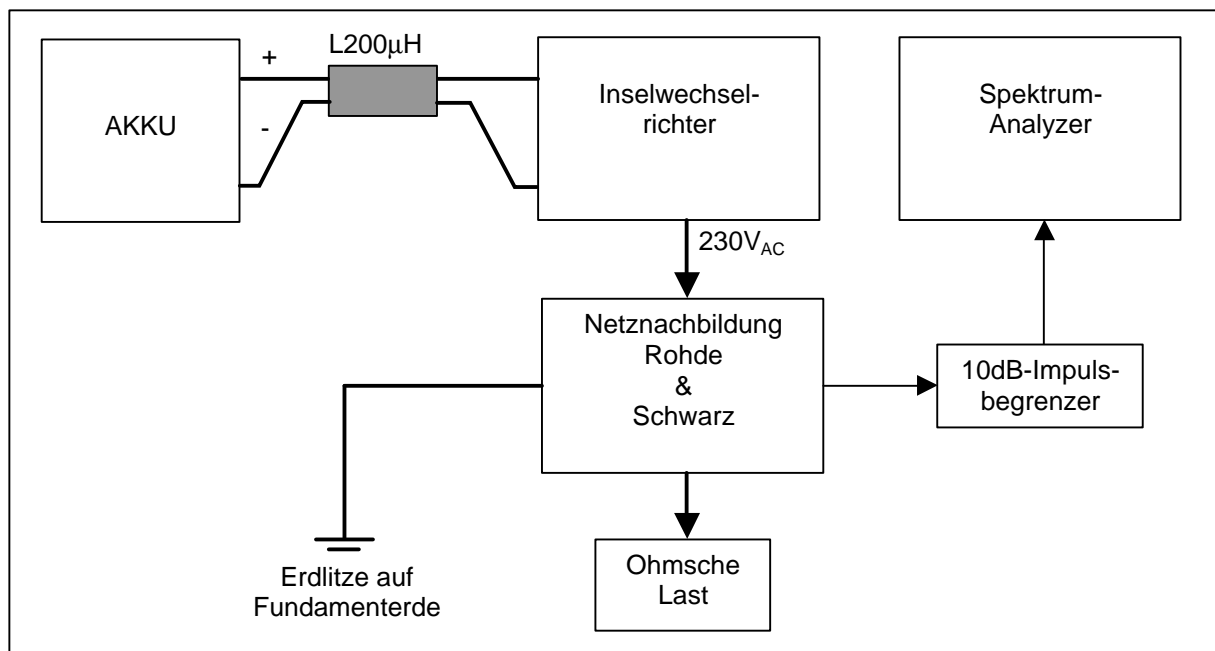 L200μH
+
-
AKKU
Inselwechsel-
richter
Spektrum-
Analyzer
230VAC
Netznachbildung
Rohde
&
Schwarz
10dB-Impuls-
begrenzer
Erdlitze auf
Fundamenterde
Ohmsche
Last